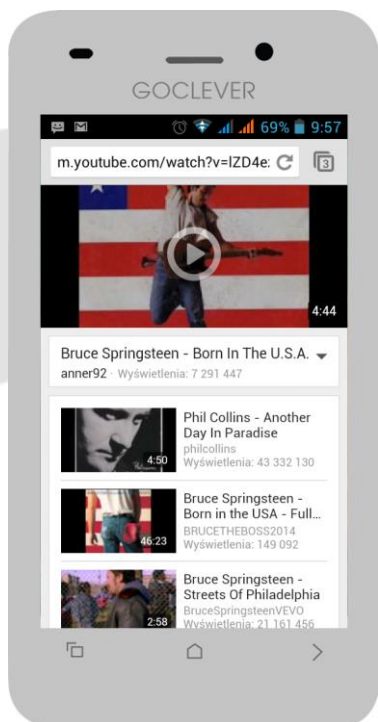 GOCLEVER
69% 9:57
m.youtube.com/watch?v=lZD4e
3
4:44
Bruce Springsteen - Born In The U.S.A.
anner92 · Wyświetlenia: 7 291 447
4:50
Phil Collins - Another
Day In Paradise
philcollins
Wyświetlenia: 43 332 130
46:23
Bruce Springsteen -
Born in the USA - Full...
BRUCETHEBOSS2014
Wyświetlenia: 149 092
2:58
Bruce Springsteen -
Streets Of Philadelphia
BruceSpringsteenVEVO
Wyświetlenia: 21 161 456